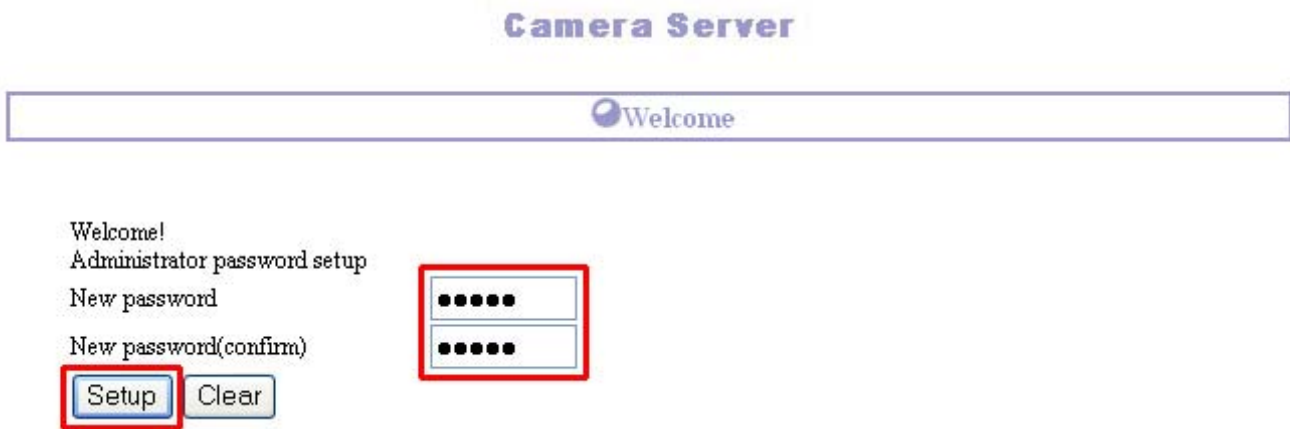 Camera Server
Welcome
Welcome!
Administrator password setup
New password
New password(confirm)
Setup Clear